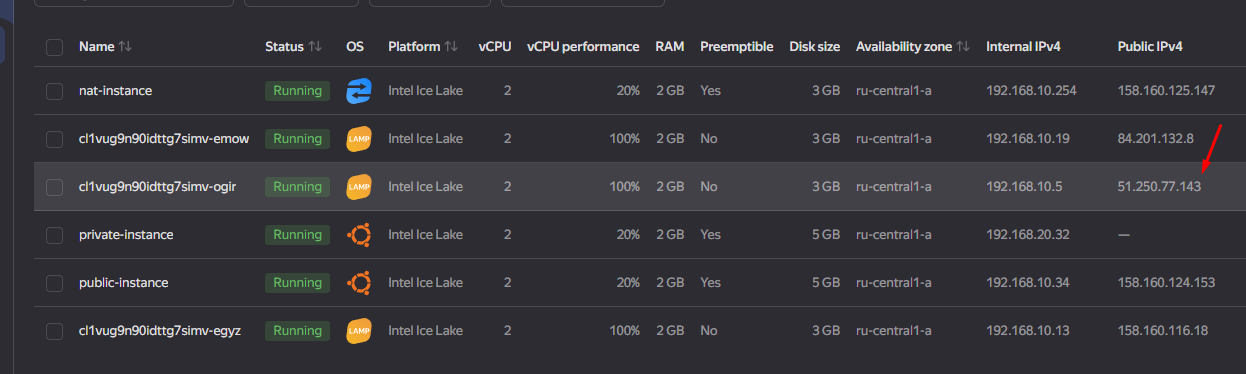 Name Status OS Platform vCPU vCPU performance RAM Preemptible Disk size Availability zone Internal IPv4 Public IPv4
nat-instance Running Intel Ice Lake 2 20% 2 GB Yes 3 GB ru-central1-a 192.168.10.254 158.160.125.147
cl1vug9n90idttg7simv-emow Running LAMP Intel Ice Lake 2 100% 2 GB No 3 GB ru-central1-a 192.168.10.19 84.201.132.8
cl1vug9n90idttg7simv-ogir Running LAMP Intel Ice Lake 2 100% 2 GB No 3 GB ru-central1-a 192.168.10.5 51.250.77.143
private-instance Running Intel Ice Lake 2 20% 2 GB Yes 5 GB ru-central1-a 192.168.20.32 —
public-instance Running Intel Ice Lake 2 20% 2 GB Yes 5 GB ru-central1-a 192.168.10.34 158.160.124.153
cl1vug9n90idttg7simv-egyz Running LAMP Intel Ice Lake 2 100% 2 GB No 3 GB ru-central1-a 192.168.10.13 158.160.116.18